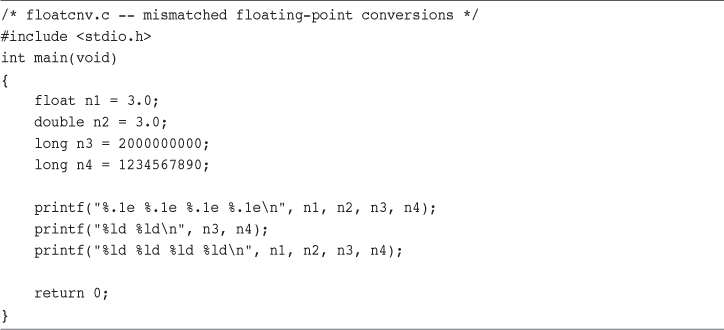 /* floatcnv.c -- mismatched floating-point conversions */
#include <stdio.h>
int main(void)
{
    float n1 = 3.0;
    double n2 = 3.0;
    long n3 = 2000000000;
    long n4 = 1234567890;

    printf("%.1e %.1e %.1e %.1e\n", n1, n2, n3, n4);
    printf("%ld %ld\n", n3, n4);
    printf("%ld %ld %ld %ld\n", n1, n2, n3, n4);

    return 0;
}